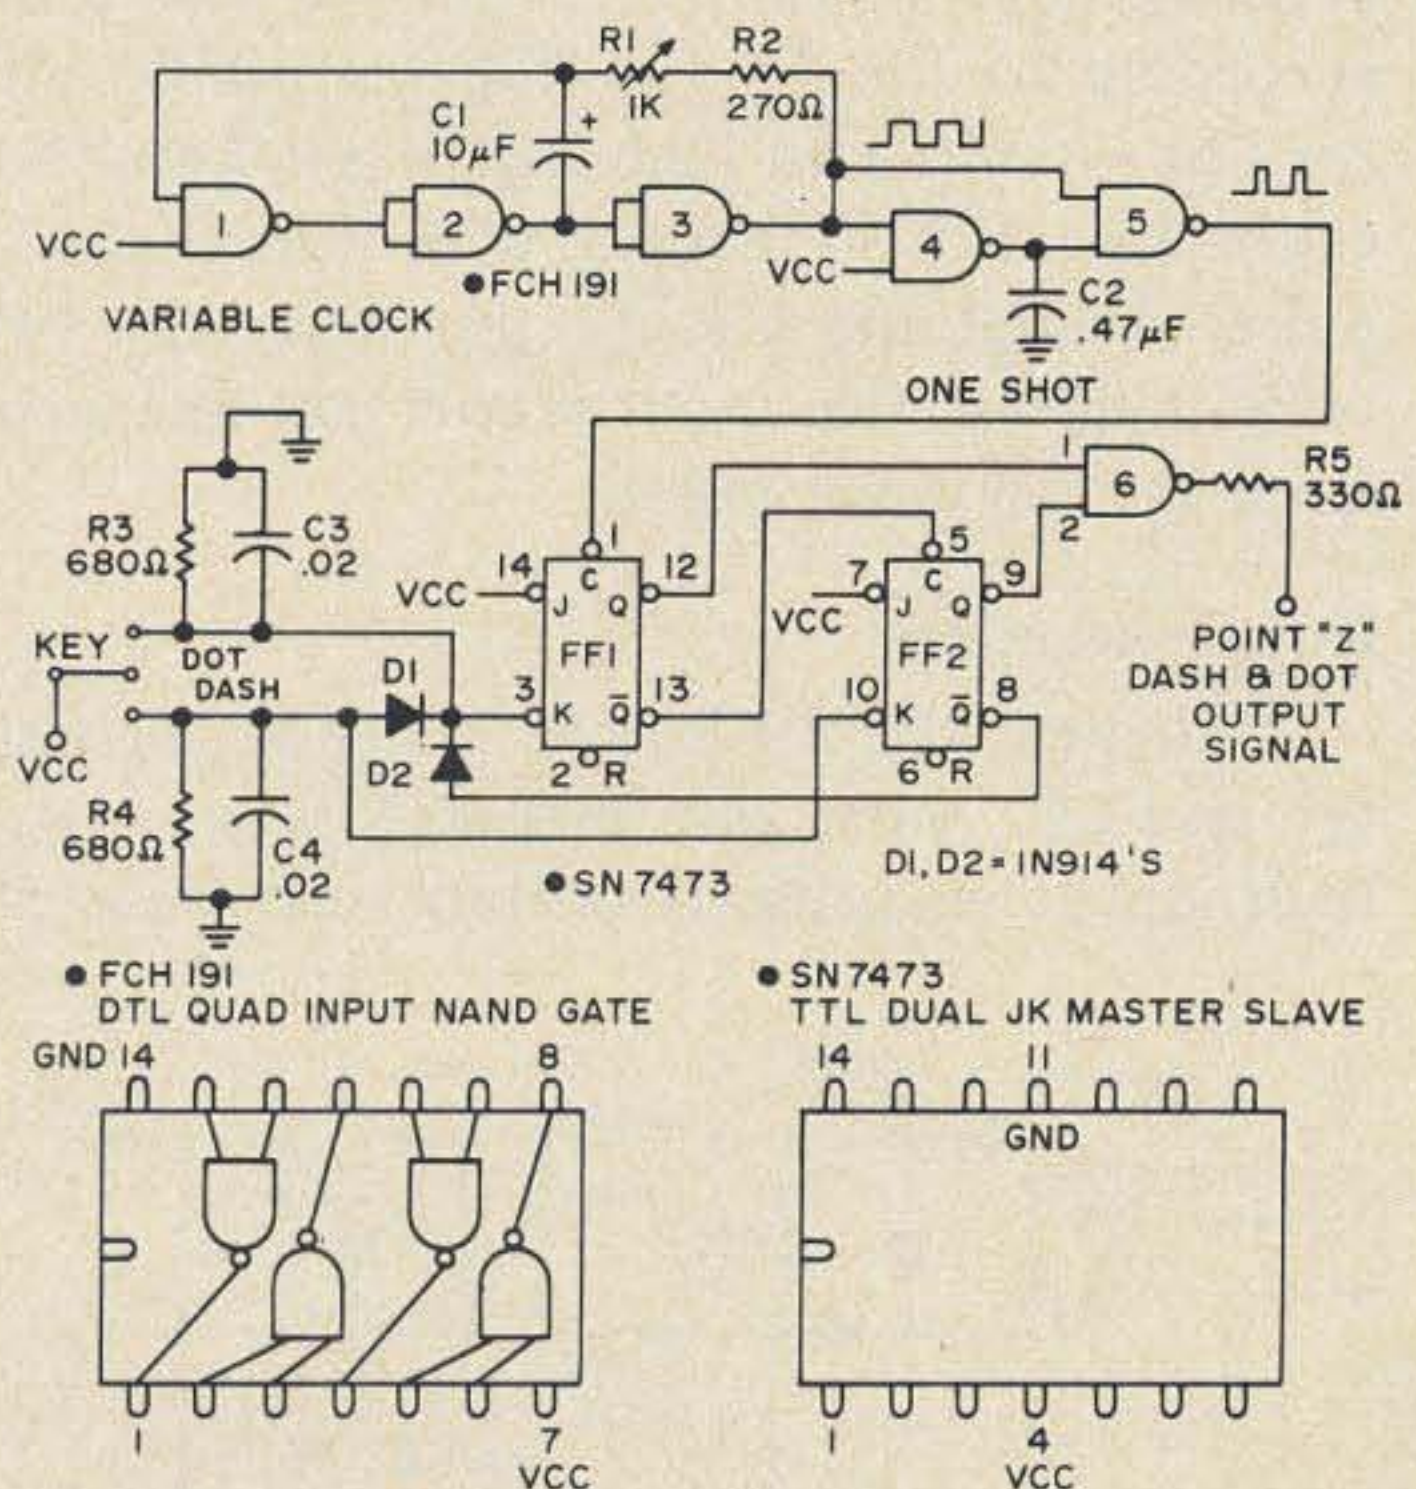 R1 R2
1K 270Ω
C1
10µF +
1 2 3 4 5
VCC VCC
●FCH 191
VARIABLE CLOCK
C2
.47µF
ONE SHOT
R3
680Ω
C3
.02
1 6
2
R5
330Ω
14 1 12
VCC J C Q
FF1
3 K Q̄ 13
2 R
7 5 9
VCC J C Q
FF2
10 K Q̄ 8
6 R
POINT "Z"
DASH & DOT
OUTPUT
SIGNAL
KEY
DOT
DASH
VCC
D1
D2
R4
680Ω
C4
.02
D1, D2=1N914'S
●SN7473
● FCH 191
DTL QUAD INPUT NAND GATE
GND 14 8
1 7
VCC
● SN7473
TTL DUAL JK MASTER SLAVE
14 11
GND
1 4
VCC